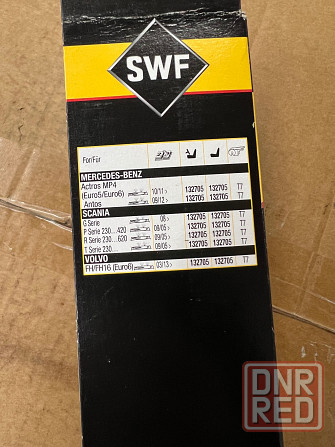 SWF
For/Für
MERCEDES-BENZ
Actros MP4
(Euro5/Euro6) 10/11> 132705 132705 T7
Antos 09/12> 132705 132705 T7
SCANIA
G Serie 08> 132705 132705 T7
P Serie 230...420 09/05> 132705 132705 T7
R Serie 230...620 09/05> 132705 132705 T7
T Serie 230... 09/05> 132705 132705 T7
VOLVO
FH/FH16 (Euro6) 03/13> 132705 132705 T7
DNR
RED